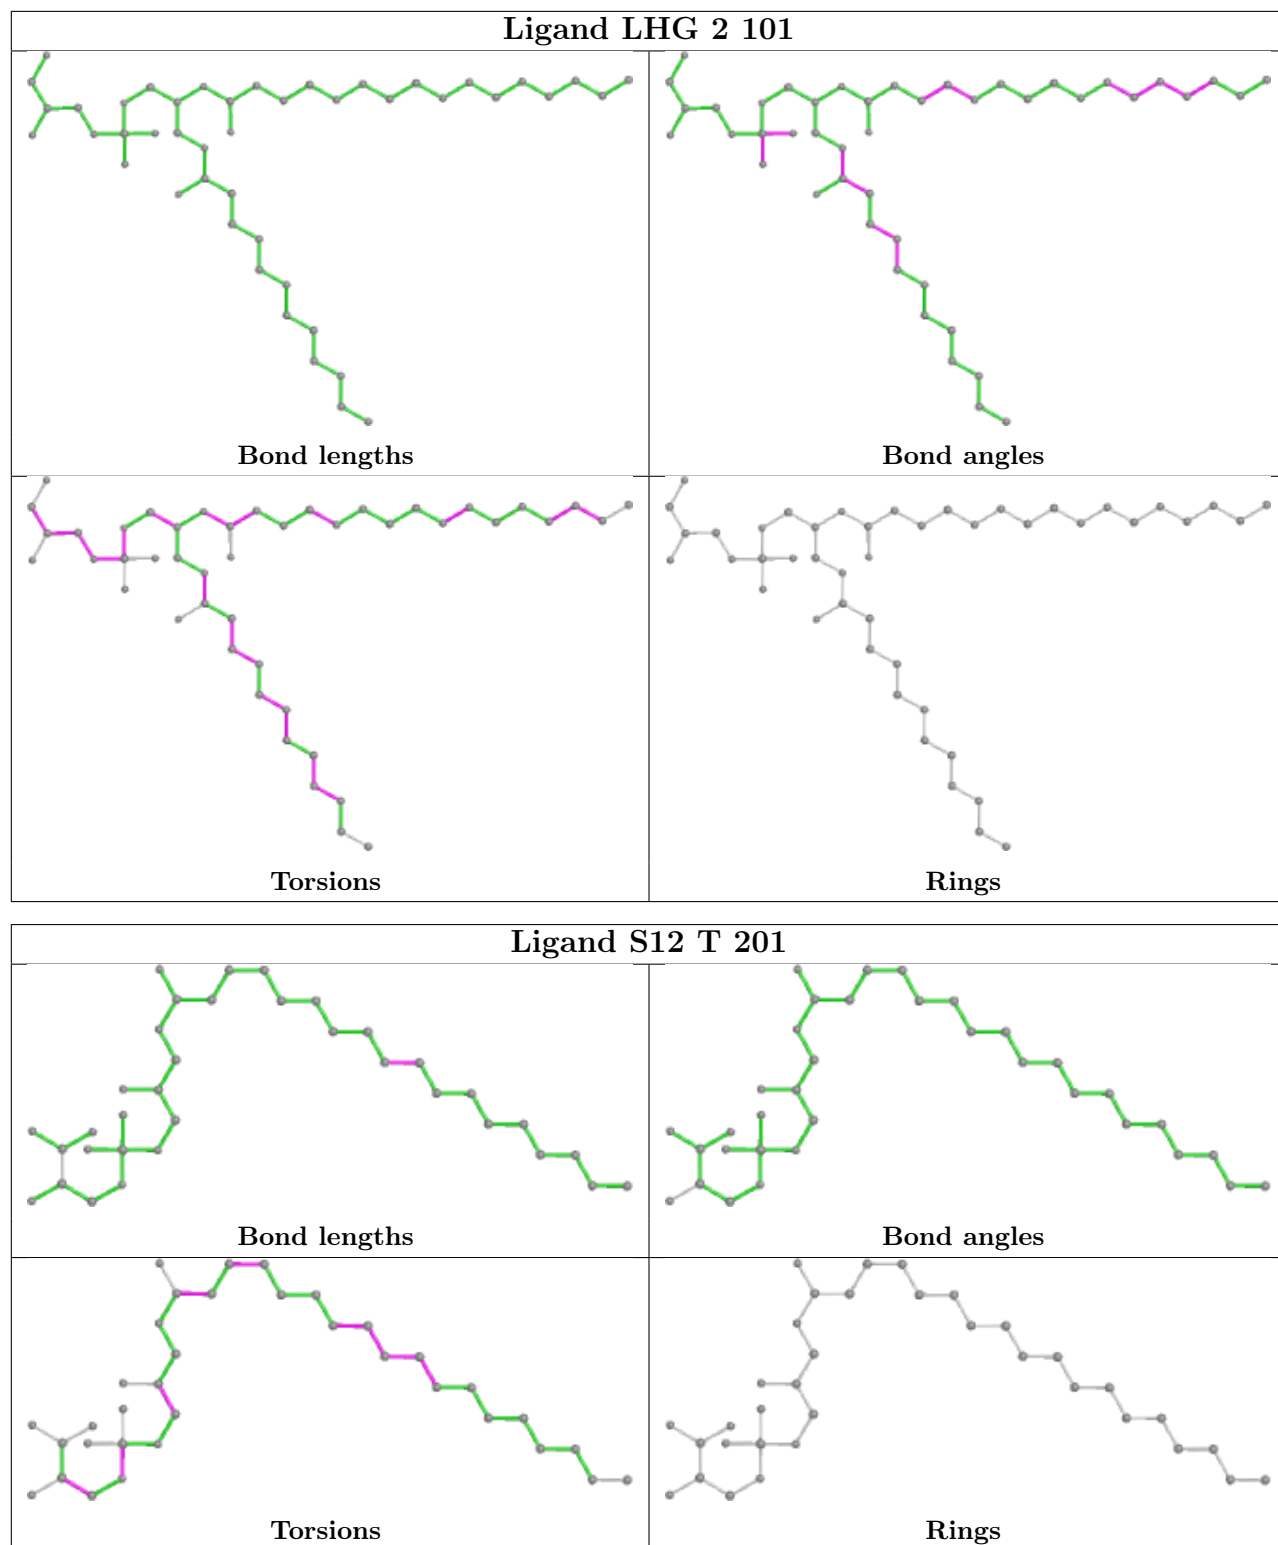 Ligand LHG 2 101
Bond lengths
Bond angles
Torsions
Rings
Ligand S12 T 201
Bond lengths
Bond angles
Torsions
Rings